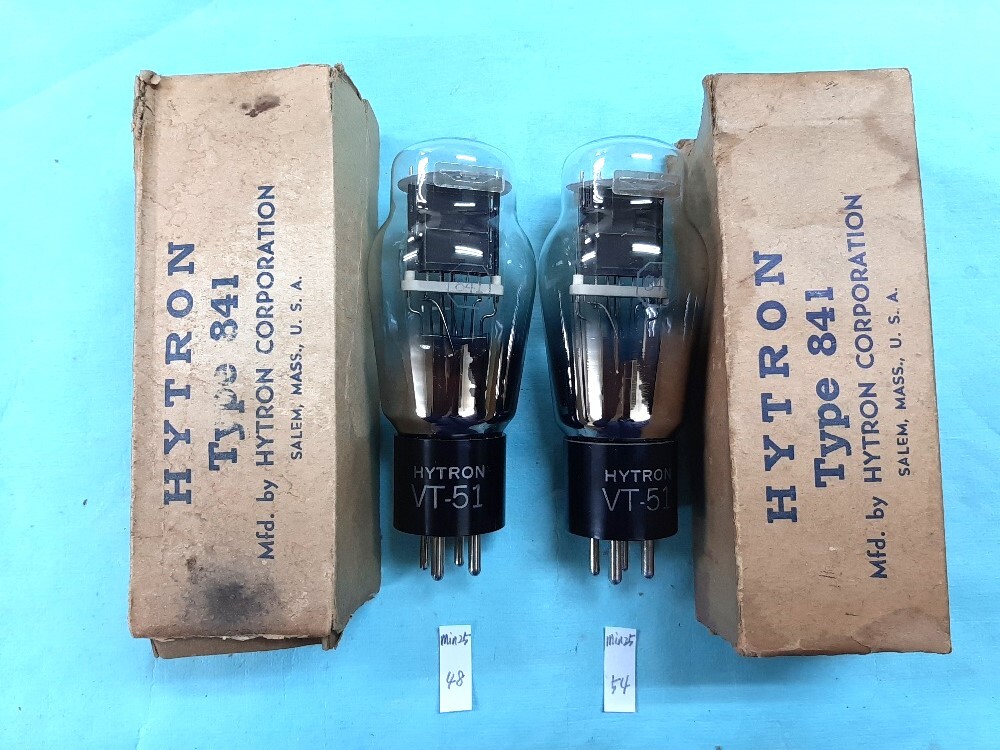 HYTRON
Type 841
Mfd. by HYTRON CORPORATION
SALEM, MASS., U. S. A.
841
HYTRON
VT-51
HYTRON
VT-51
HYTRON
Type 841
Mfd. by HYTRON CORPORATION
SALEM, MASS., U. S. A.
min25
48
min25
54